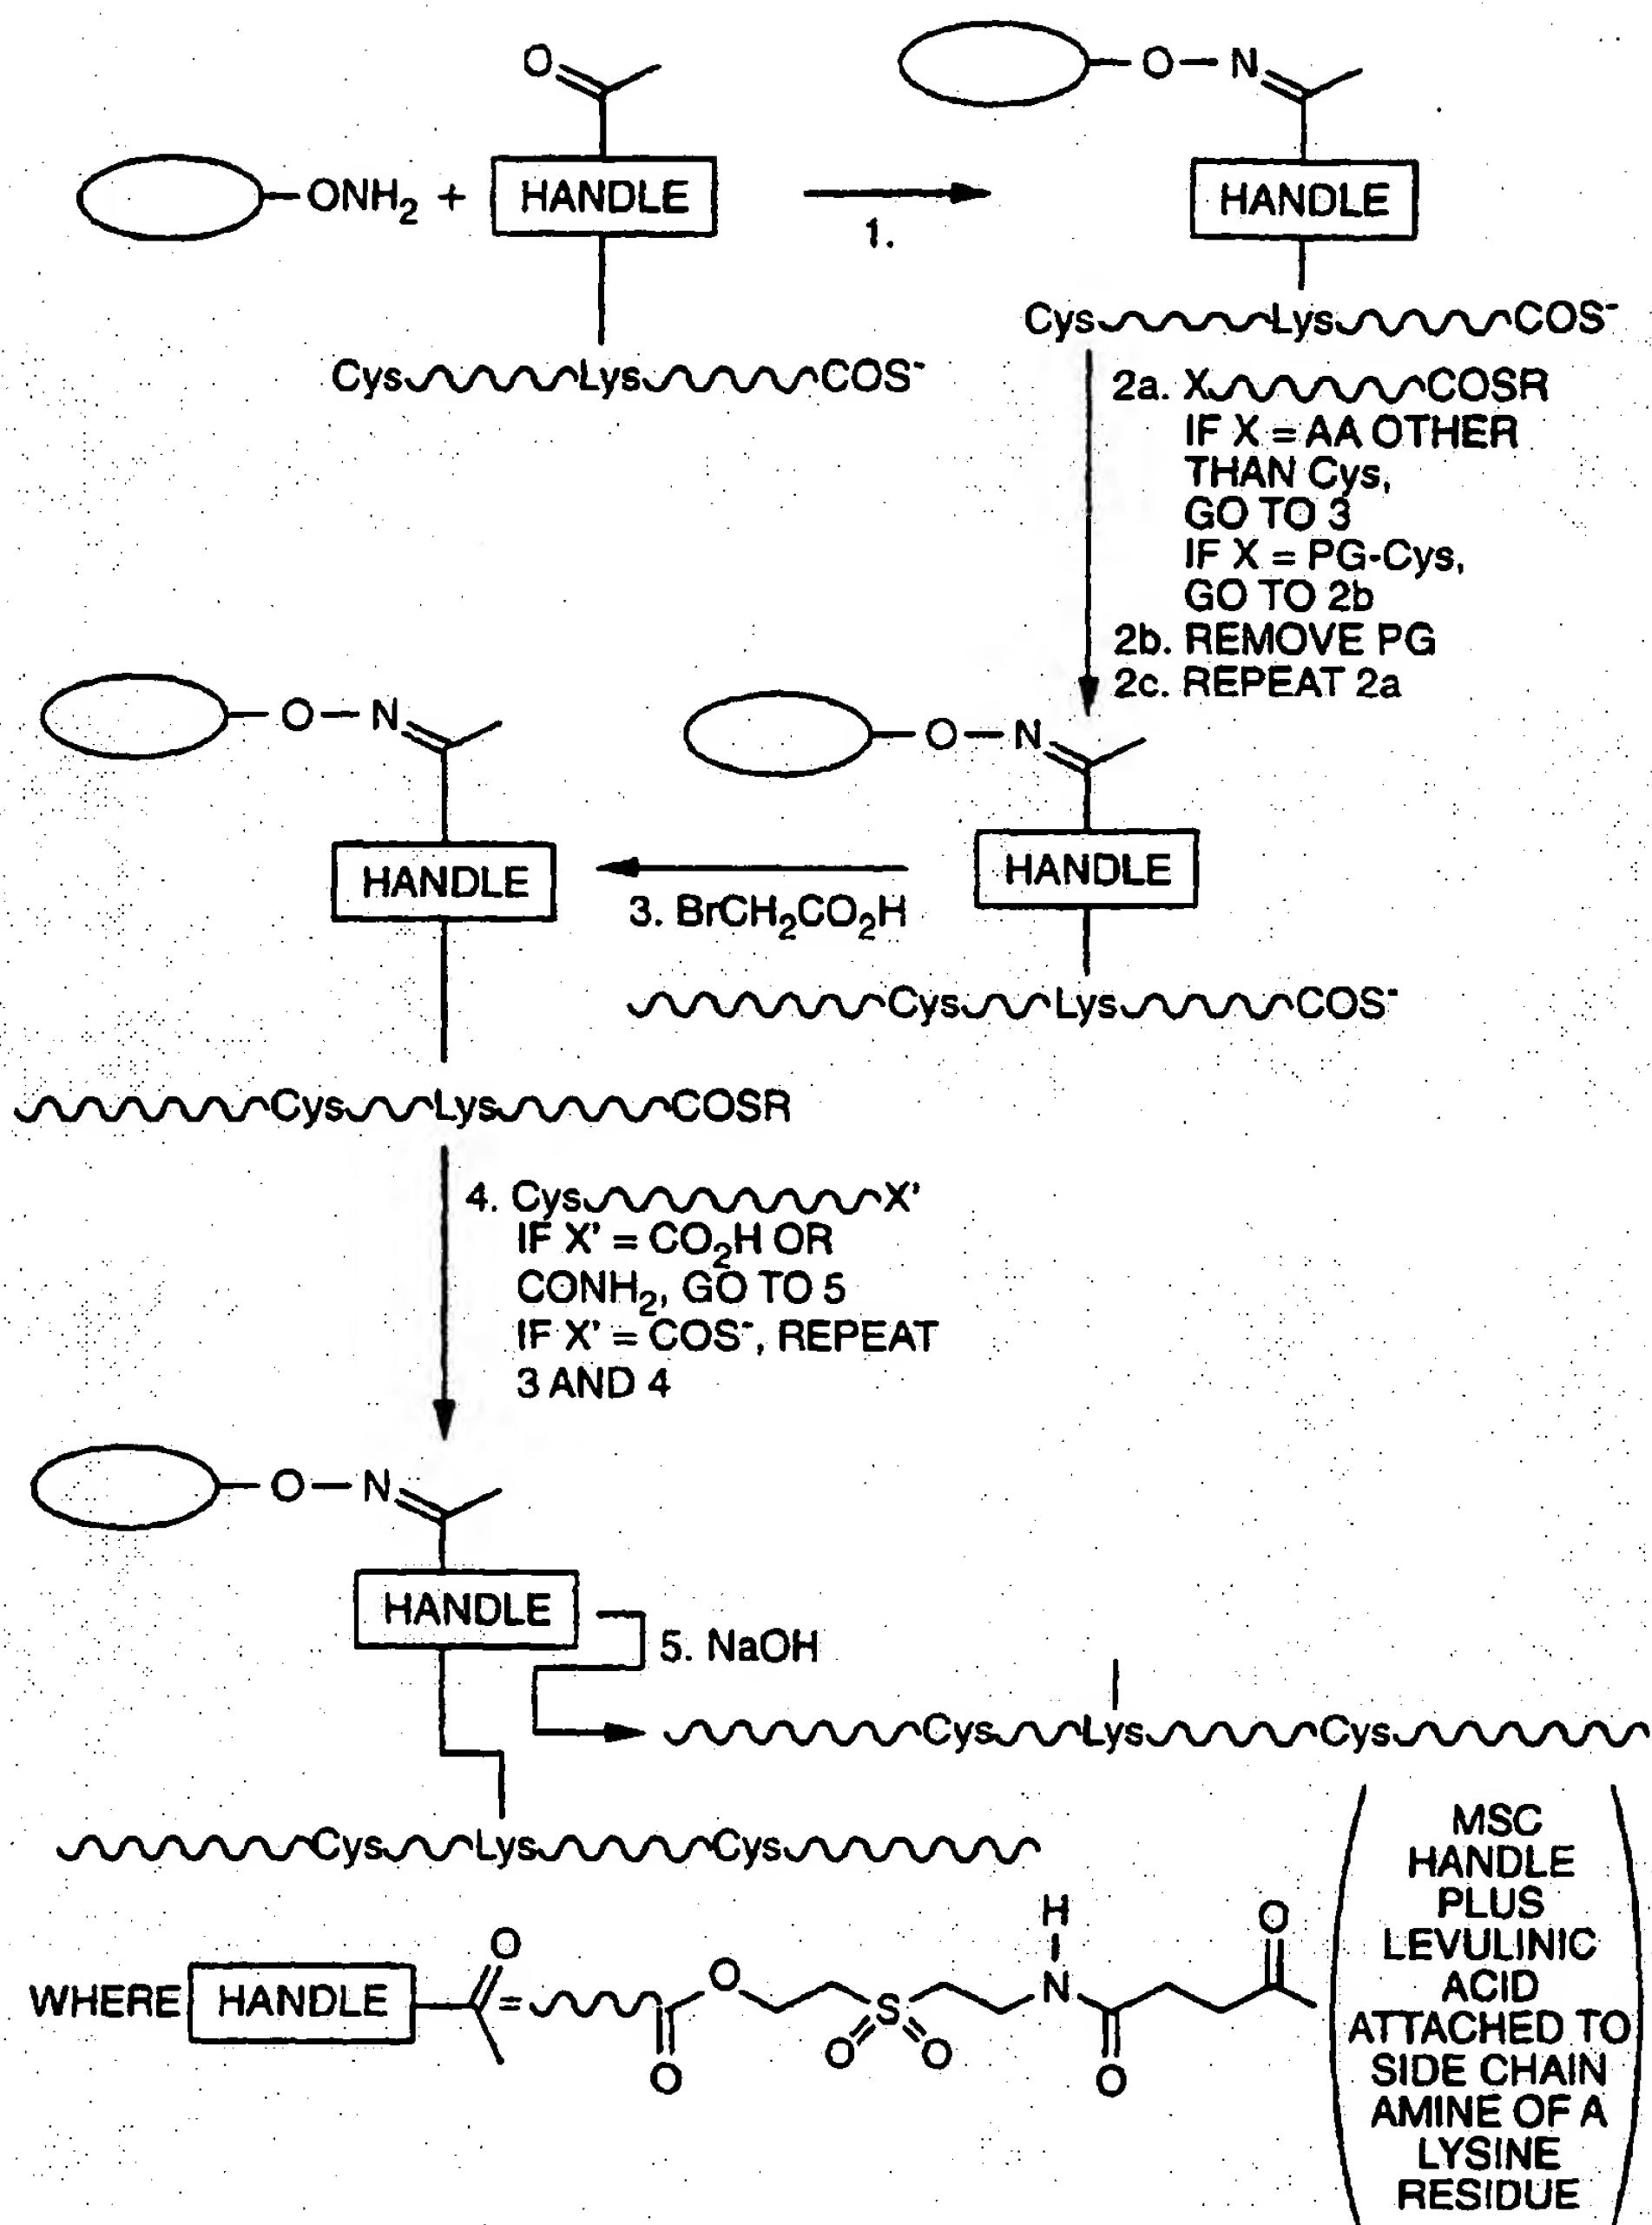 O
O—N
ONH2 +
HANDLE
1.
HANDLE
Cys Lys COS-
Cys Lys COS-
2a. X COSR
IF X = AA OTHER
THAN Cys,
GO TO 3
IF X = PG-Cys,
GO TO 2b
2b. REMOVE PG
2c. REPEAT 2a
O—N
O—N
HANDLE
HANDLE
3. BrCH2CO2H
Cys Lys COS-
Cys Lys COSR
4. Cys X'
IF X' = CO2H OR
CONH2, GO TO 5
IF X' = COS-, REPEAT
3 AND 4
O—N
HANDLE
5. NaOH
Cys Lys Cys
Cys Lys Cys
WHERE HANDLE O = O O S O O H N O O
MSC
HANDLE
PLUS
LEVULINIC
ACID
ATTACHED TO
SIDE CHAIN
AMINE OF A
LYSINE
RESIDUE